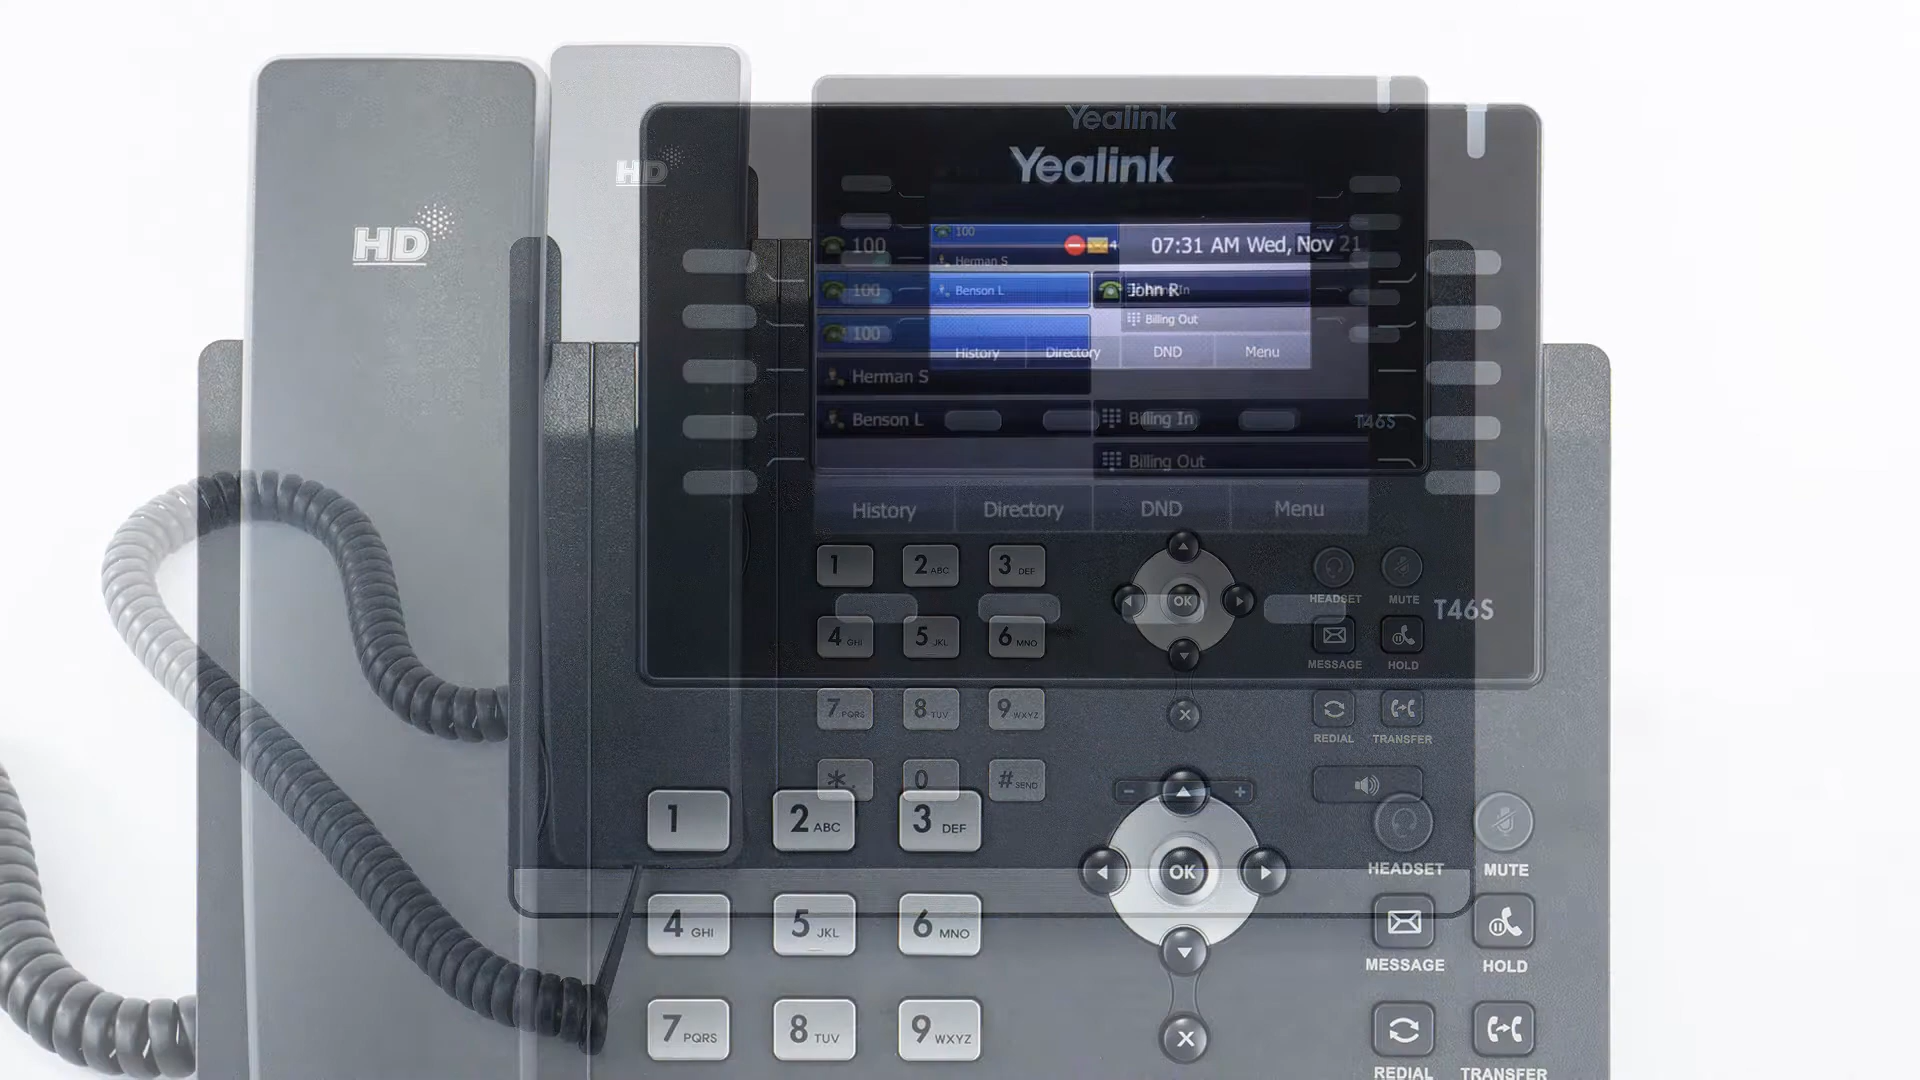 Yealink
Yealink
HD
HD
100
Herman S
Benson L
Billing Out
History
Directory
DND
Menu
100
4
07:31 AM Wed, Nov 21
100
John R
100
Herman S
Benson L
Billing In
T46S
Billing Out
History
Directory
DND
Menu
1
2 ABC
3 DEF
OK
HEADSET
MUTE
T46S
4 GHI
5 JKL
6 MNO
MESSAGE
HOLD
7 PQRS
8 TUV
9 WXYZ
X
REDIAL
TRANSFER
*.
0
# SEND
- +
1
2 ABC
3 DEF
OK
HEADSET
MUTE
4 GHI
5 JKL
6 MNO
MESSAGE
HOLD
7 PQRS
8 TUV
9 WXYZ
X
REDIAL
TRANSFER